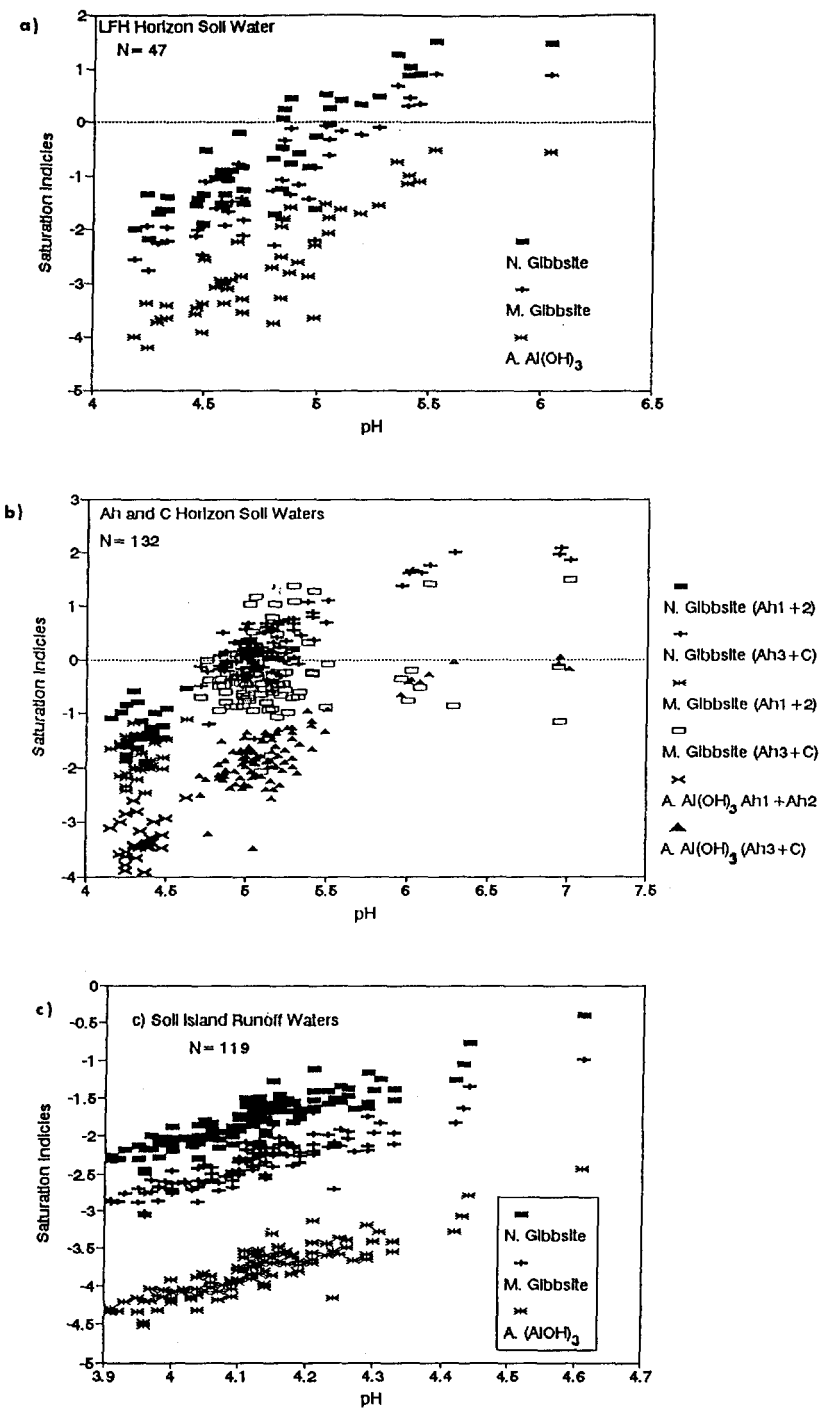 a)
LFH Horizon Soil Water
N= 47
2
1
0
-1
-2
-3
-4
-5
Saturation Indicies
4
4.5
5
5.5
6
6.5
pH
N. Gibbsite
M. Gibbsite
A. Al(OH)3
b)
Ah and C Horizon Soil Waters
N= 132
3
2
1
0
-1
-2
-3
-4
Saturation Indicies
4
4.5
5
5.5
6
6.5
7
7.5
pH
N. Gibbsite (Ah1+2)
N. Gibbsite (Ah3+C)
M. Gibbsite (Ah1+2)
M. Gibbsite (Ah3+C)
A. Al(OH)3 Ah1+Ah2
A. Al(OH)3 (Ah3+C)
c)
c) Soil Island Runoff Waters
N= 119
0
-0.5
-1
-1.5
-2
-2.5
-3
-3.5
-4
-4.5
-5
Saturation Indicies
3.9
4
4.1
4.2
4.3
4.4
4.5
4.6
4.7
pH
N. Gibbsite
M. Gibbsite
A. (AlOH)3